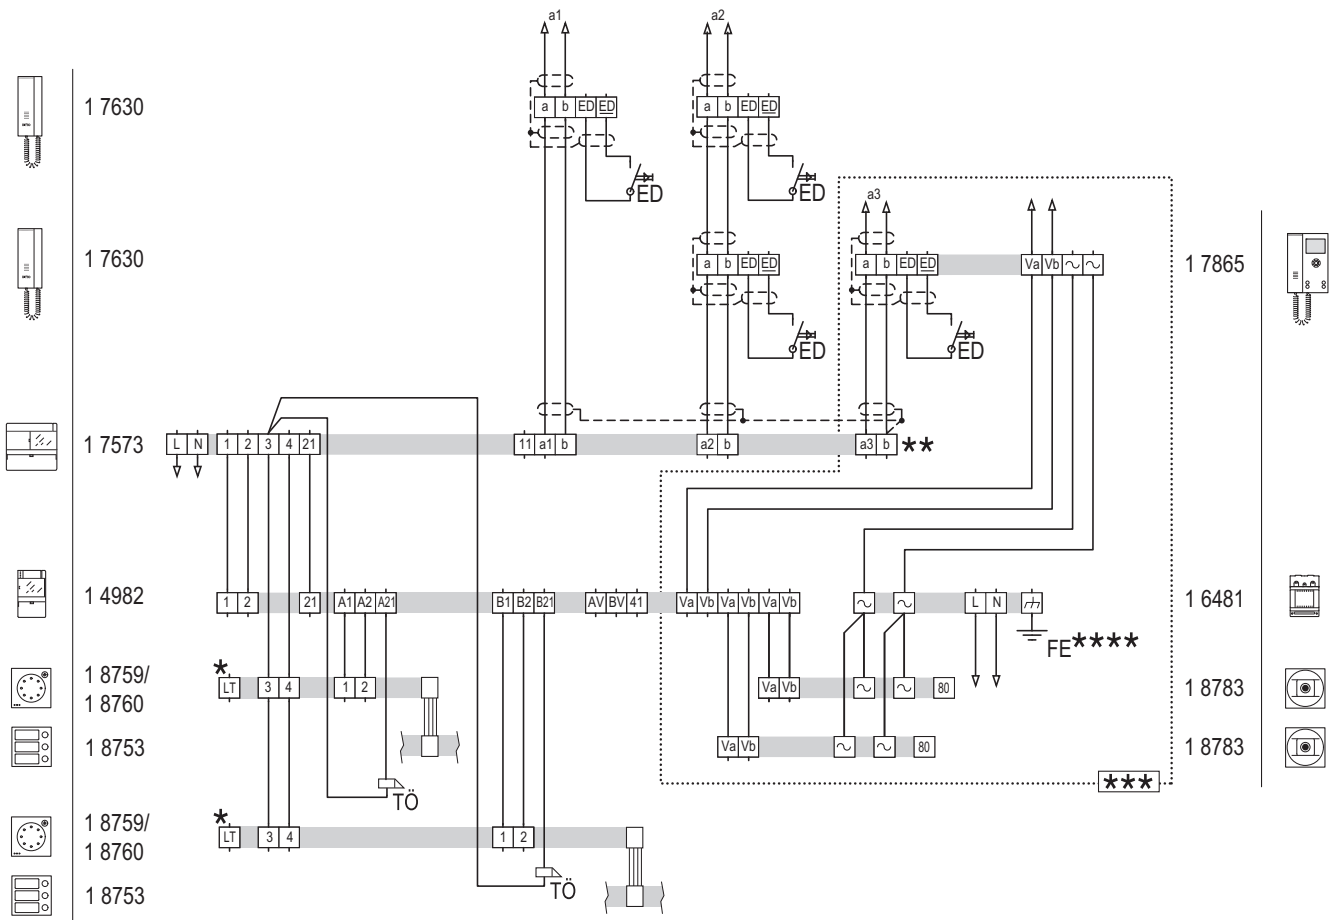 a1 a2
1 7630 a b ED ED a b ED ED
ED ED
a3
1 7630 a b ED ED a b ED ED Va Vb ~ ~ 1 7865
ED ED
1 7573 L N 1 2 3 4 21 11 a1 b a2 b a3 b **
1 4982 1 2 21 A1 A2 A21 B1 B2 B21 AV BV 41 Va Vb Va Vb Va Vb ~ ~ L N 1 6481
FE****
*
1 8759/ LT 3 4 1 2 Va Vb ~ ~ 80 1 8783
1 8760
1 8753 Va Vb ~ ~ 80 1 8783
***
TÖ
*
1 8759/ LT 3 4 1 2
1 8760
1 8753 TÖ